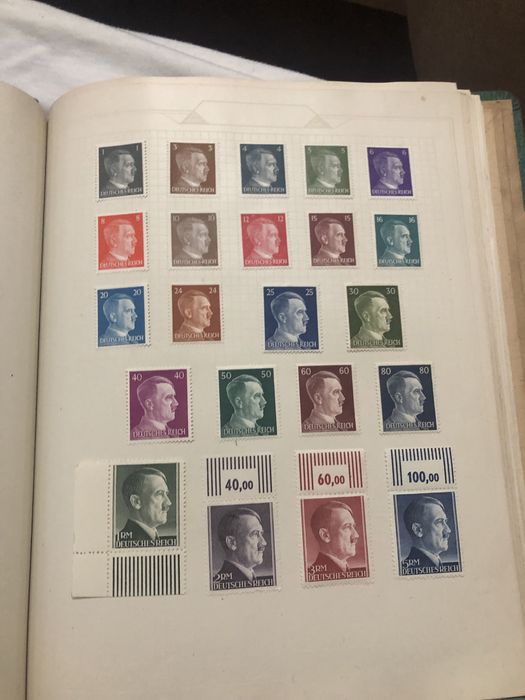 1 1 3 3 4 4 5 5 6 6
DEUTSCHES REICH DEUTSCHES REICH DEUTSCHES REICH DEUTSCHES REICH DEUTSCHES REICH
8 8 10 10 12 12 15 15 16 16
DEUTSCHES REICH DEUTSCHES REICH DEUTSCHES REICH DEUTSCHES REICH DEUTSCHES REICH
20 20 24 24 25 25 30 30
DEUTSCHES REICH DEUTSCHES REICH DEUTSCHES REICH DEUTSCHES REICH
40 40 50 50 60 60 80 80
DEUTSCHES REICH DEUTSCHES REICH DEUTSCHES REICH DEUTSCHES REICH
40,00 60,00 100,00
1RM 2RM 3RM 5RM
DEUTSCHES REICH DEUTSCHES REICH DEUTSCHES REICH DEUTSCHES REICH